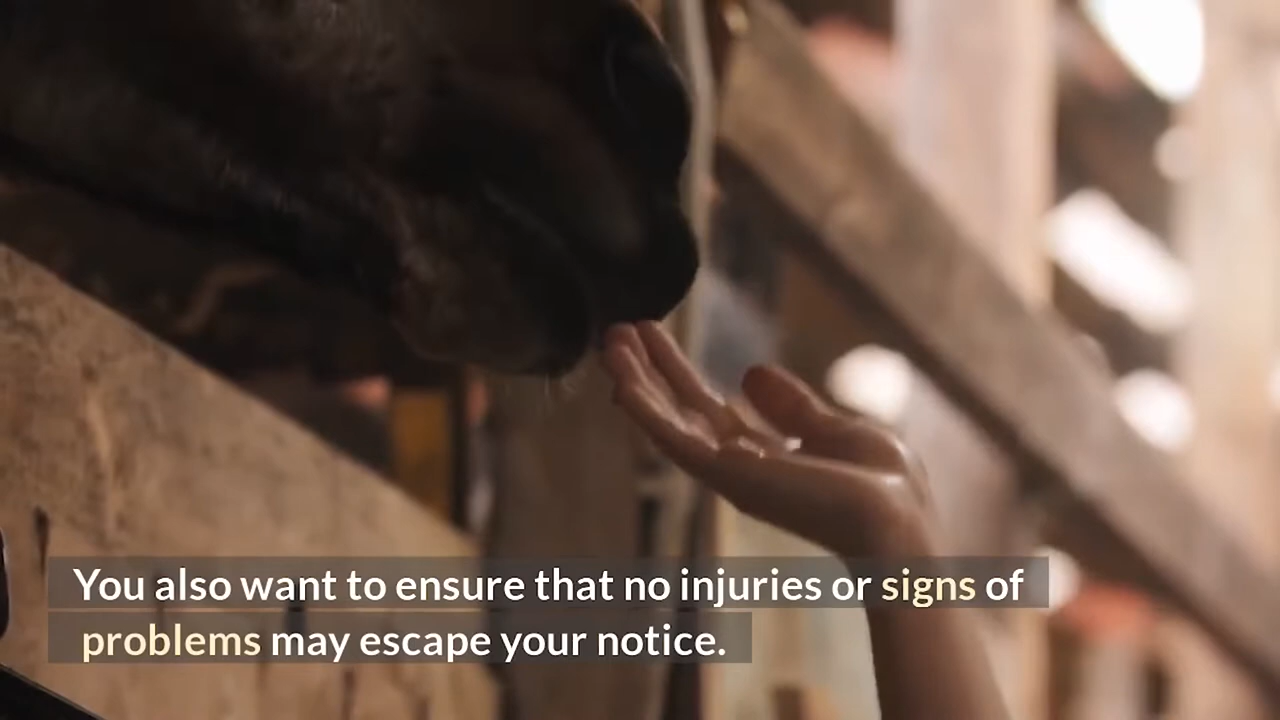 You also want to ensure that no injuries or signs of
problems may escape your notice.